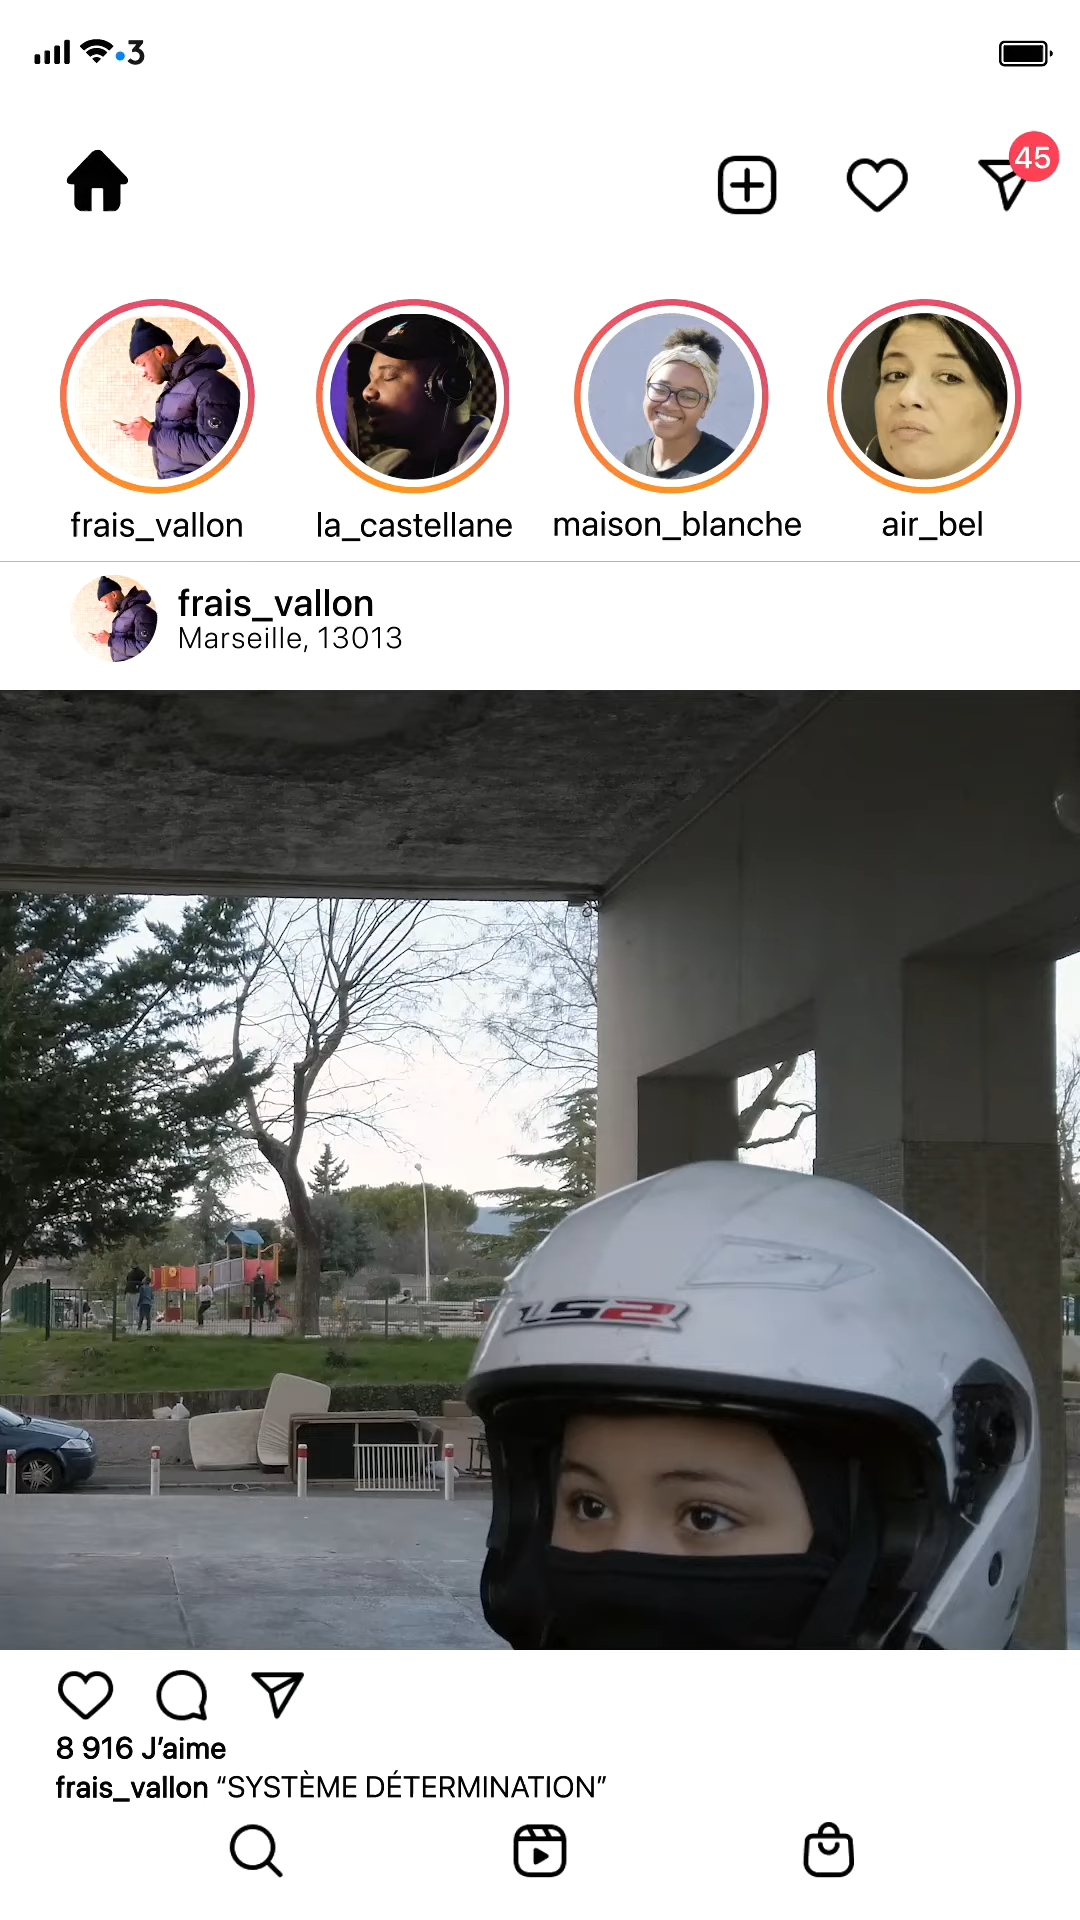 3
45
frais_vallon
la_castellane
maison_blanche
air_bel
frais_vallon
Marseille, 13013
LS2
8 916 J’aime
frais_vallon “SYSTÈME DÉTERMINATION”